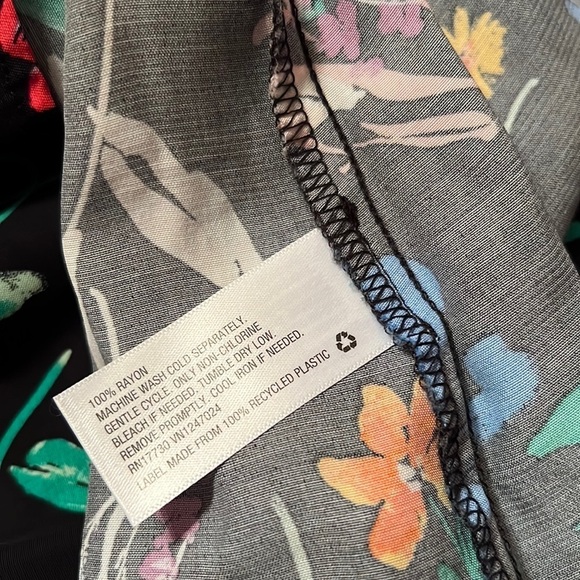 100% RAYON
MACHINE WASH COLD SEPARATELY.
GENTLE CYCLE. ONLY NON-CHLORINE
BLEACH IF NEEDED. TUMBLE DRY LOW.
REMOVE PROMPTLY. COOL IRON IF NEEDED.
RN17730 VN1247024
LABEL MADE FROM 100% RECYCLED PLASTIC